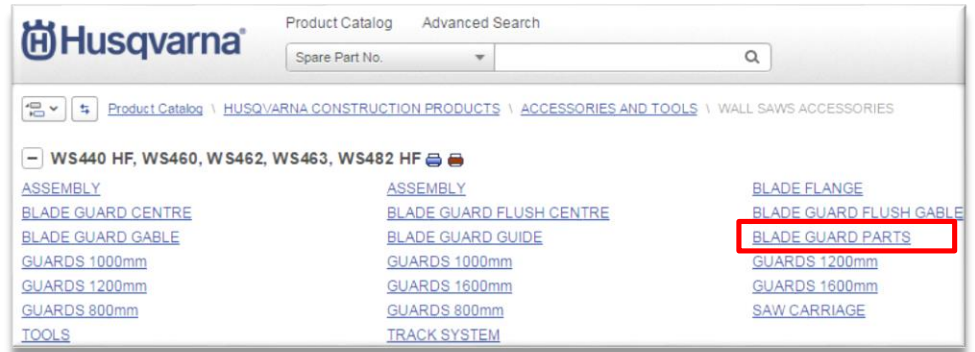 Husqvarna
Product Catalog Advanced Search
Spare Part No.
Product Catalog \ HUSQVARNA CONSTRUCTION PRODUCTS \ ACCESSORIES AND TOOLS \ WALL SAWS ACCESSORIES
WS440 HF, WS460, WS462, WS463, WS482 HF
ASSEMBLY ASSEMBLY BLADE FLANGE
BLADE GUARD CENTRE BLADE GUARD FLUSH CENTRE BLADE GUARD FLUSH GABLE
BLADE GUARD GABLE BLADE GUARD GUIDE BLADE GUARD PARTS
GUARDS 1000mm GUARDS 1000mm GUARDS 1200mm
GUARDS 1200mm GUARDS 1600mm GUARDS 1600mm
GUARDS 800mm GUARDS 800mm SAW CARRIAGE
TOOLS TRACK SYSTEM